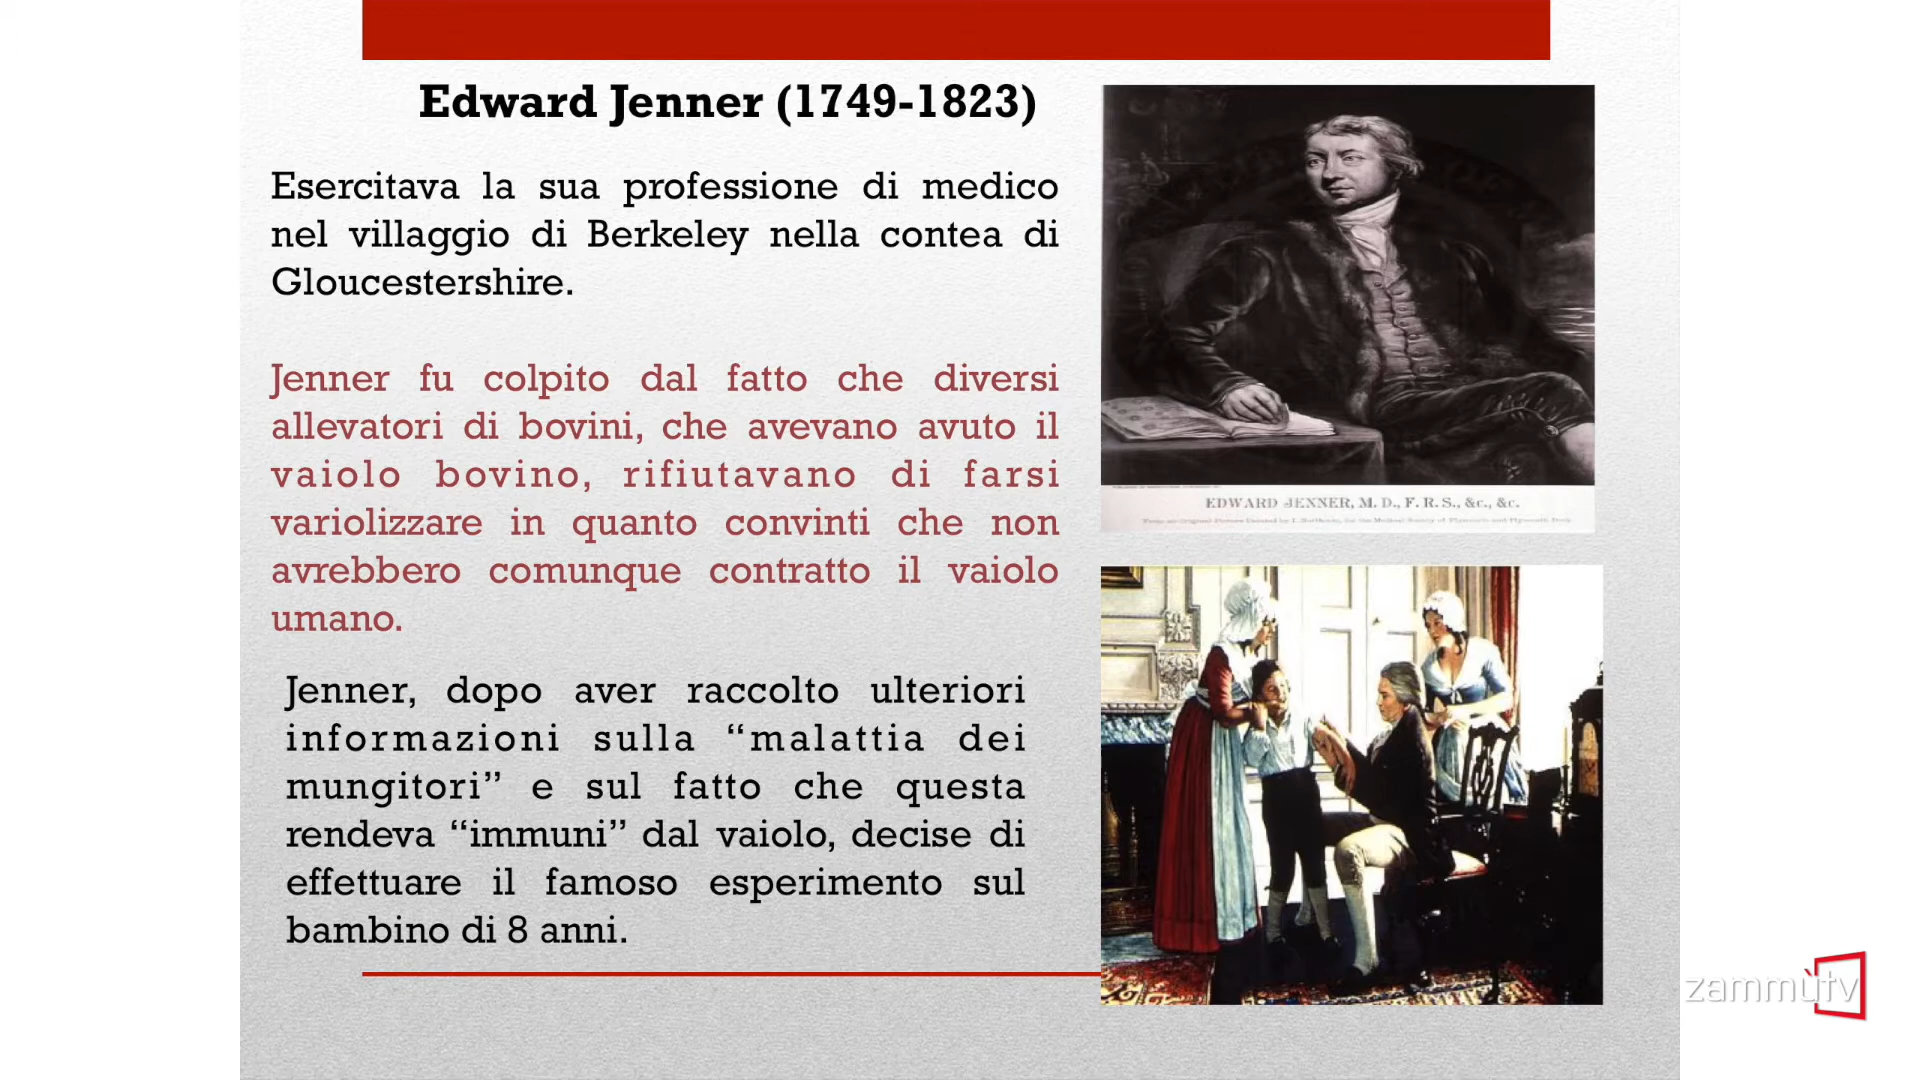 Edward Jenner (1749-1823)
Esercitava la sua professione di medico
nel villaggio di Berkeley nella contea di
Gloucestershire.
Jenner fu colpito dal fatto che diversi
allevatori di bovini, che avevano avuto il
vaiolo bovino, rifiutavano di farsi
variolizzare in quanto convinti che non
avrebbero comunque contratto il vaiolo
umano.
Jenner, dopo aver raccolto ulteriori
informazioni sulla “malattia dei
mungitori” e sul fatto che questa
rendeva “immuni” dal vaiolo, decise di
effettuare il famoso esperimento sul
bambino di 8 anni.
EDWARD JENNER, M. D., F. R. S., &c., &c.
zammùtv